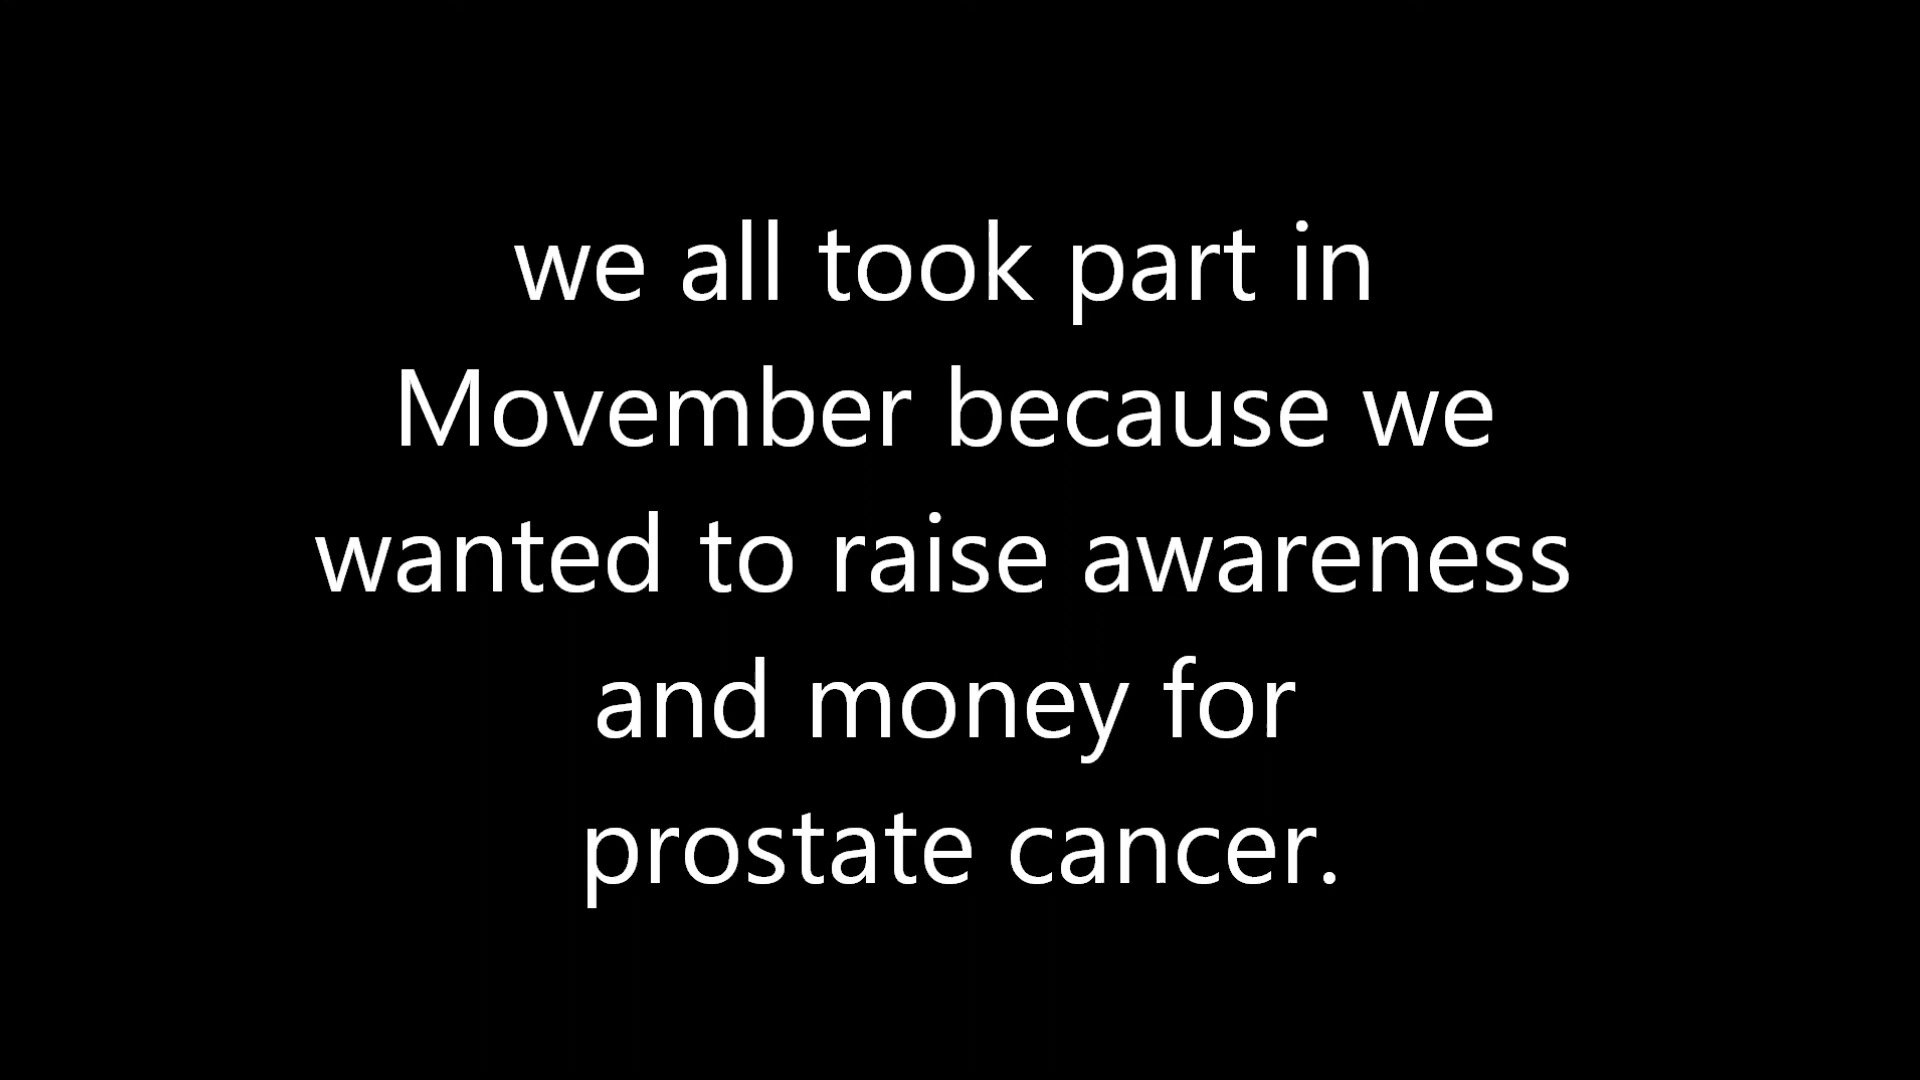 we all took part in
Movember because we
wanted to raise awareness
and money for
prostate cancer.